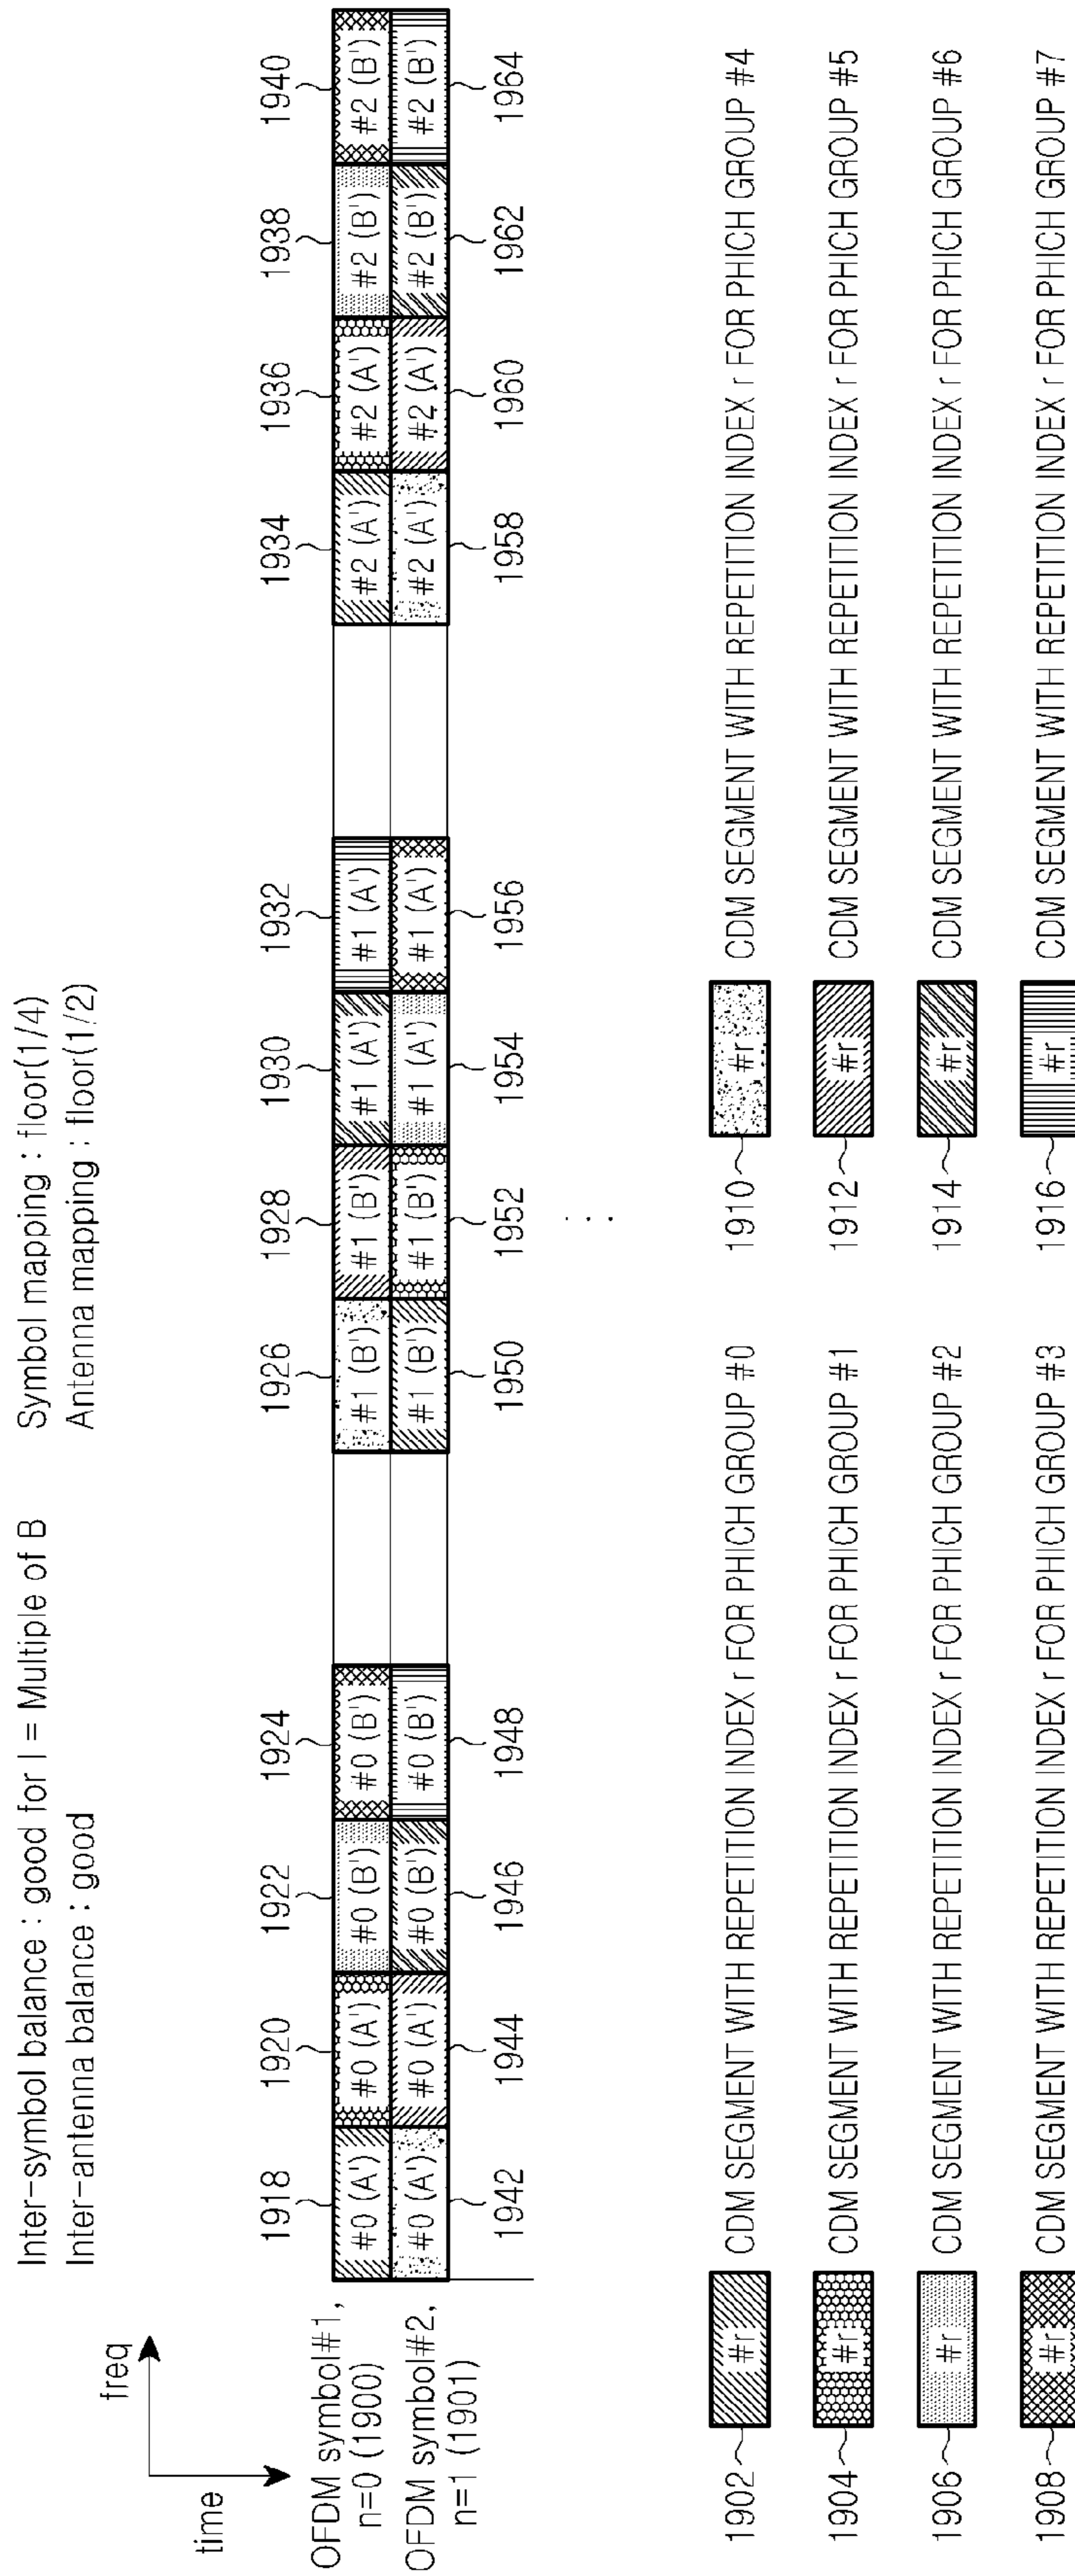 Inter-symbol balance : good for I = Multiple of B
Inter-antenna balance : good
Symbol mapping : floor(1/4)
Antenna mapping : floor(1/2)
freq
time
1918 1920 1922 1924 1926 1928 1930 1932 1934 1936 1938 1940
OFDM symbol#1,
n=0 (1900)
#0 (A') #0 (A') #0 (B') #0 (B') #1 (B') #1 (B') #1 (A') #1 (A') #2 (A') #2 (A') #2 (B') #2 (B')
OFDM symbol#2,
n=1 (1901)
#0 (A') #0 (A') #0 (B') #0 (B') #1 (B') #1 (B') #1 (A') #1 (A') #2 (A') #2 (A') #2 (B') #2 (B')
1942 1944 1946 1948 1950 1952 1954 1956 1958 1960 1962 1964
...
1902 #r CDM SEGMENT WITH REPETITION INDEX r FOR PHICH GROUP #0
1904 #r CDM SEGMENT WITH REPETITION INDEX r FOR PHICH GROUP #1
1906 #r CDM SEGMENT WITH REPETITION INDEX r FOR PHICH GROUP #2
1908 #r CDM SEGMENT WITH REPETITION INDEX r FOR PHICH GROUP #3
1910 #r CDM SEGMENT WITH REPETITION INDEX r FOR PHICH GROUP #4
1912 #r CDM SEGMENT WITH REPETITION INDEX r FOR PHICH GROUP #5
1914 #r CDM SEGMENT WITH REPETITION INDEX r FOR PHICH GROUP #6
1916 #r CDM SEGMENT WITH REPETITION INDEX r FOR PHICH GROUP #7